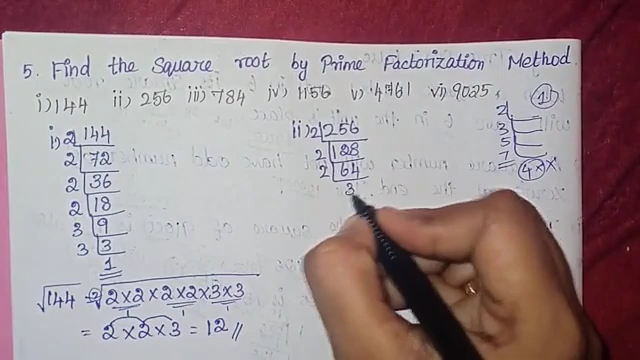 5. Find the Square root by Prime Factorization Method
i) 144 ii) 256 iii) 784 iv) 1156 v) 4761 vi) 9025.
i) 2 144
2 72
2 36
2 18
3 9
3 3
1
√144 = √2×2×2×2×3×3
= 2×2×3 = 12 //
ii) 2 256
2 128
2 64
3
1
2
3
5
7
4××